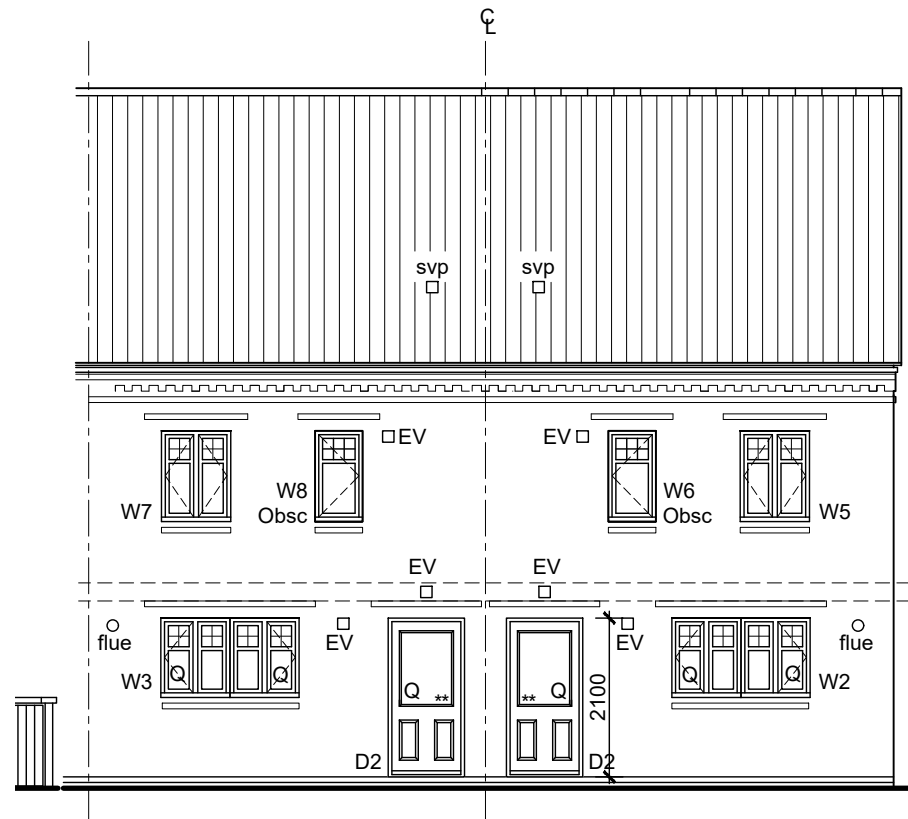 ℄
svp svp
EV EV
W8 W6
W7 Obsc Obsc W5
EV EV
flue EV EV flue
Q Q Q Q
W3 W2
Q ** ** Q
2100
D2 D2